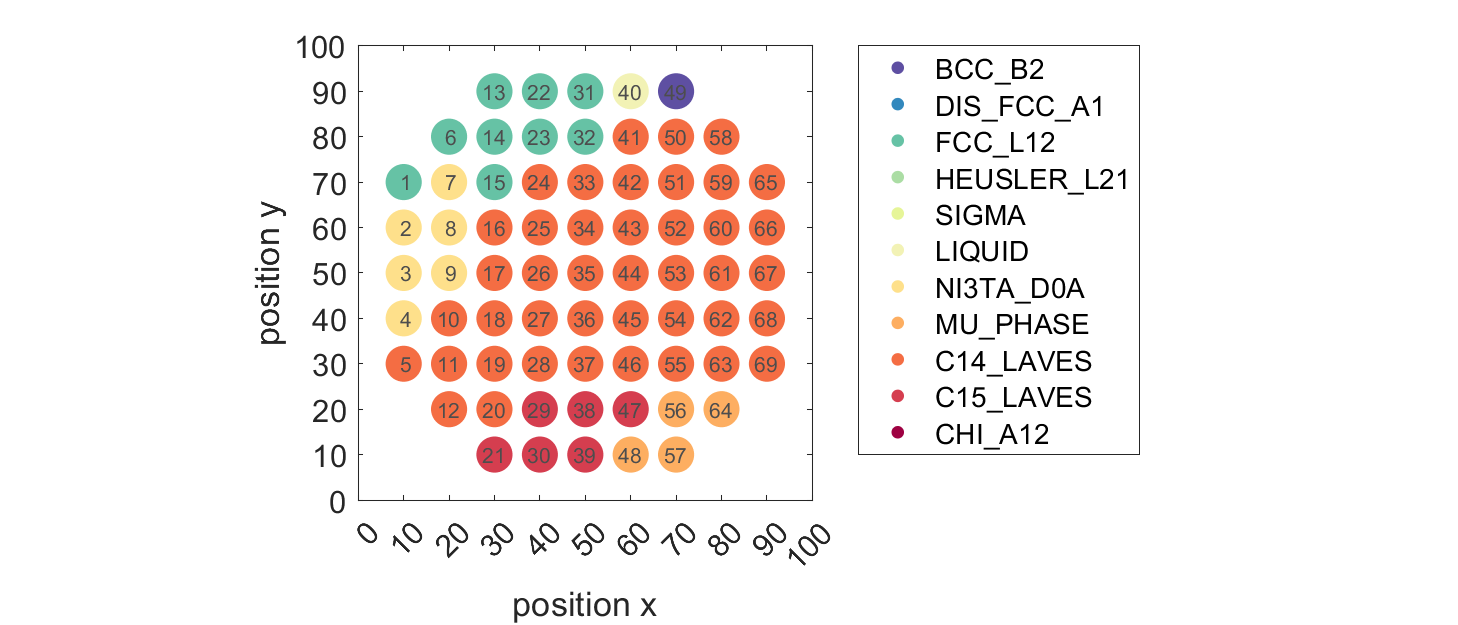 100
90
80
70
60
50
40
30
20
10
0
13 22 31 40 49
6 14 23 32 41 50 58
1 7 15 24 33 42 51 59 65
2 8 16 25 34 43 52 60 66
3 9 17 26 35 44 53 61 67
4 10 18 27 36 45 54 62 68
5 11 19 28 37 46 55 63 69
12 20 29 38 47 56 64
21 30 39 48 57
0 10 20 30 40 50 60 70 80 90 100
position x
position y
BCC_B2
DIS_FCC_A1
FCC_L12
HEUSLER_L21
SIGMA
LIQUID
NI3TA_D0A
MU_PHASE
C14_LAVES
C15_LAVES
CHI_A12